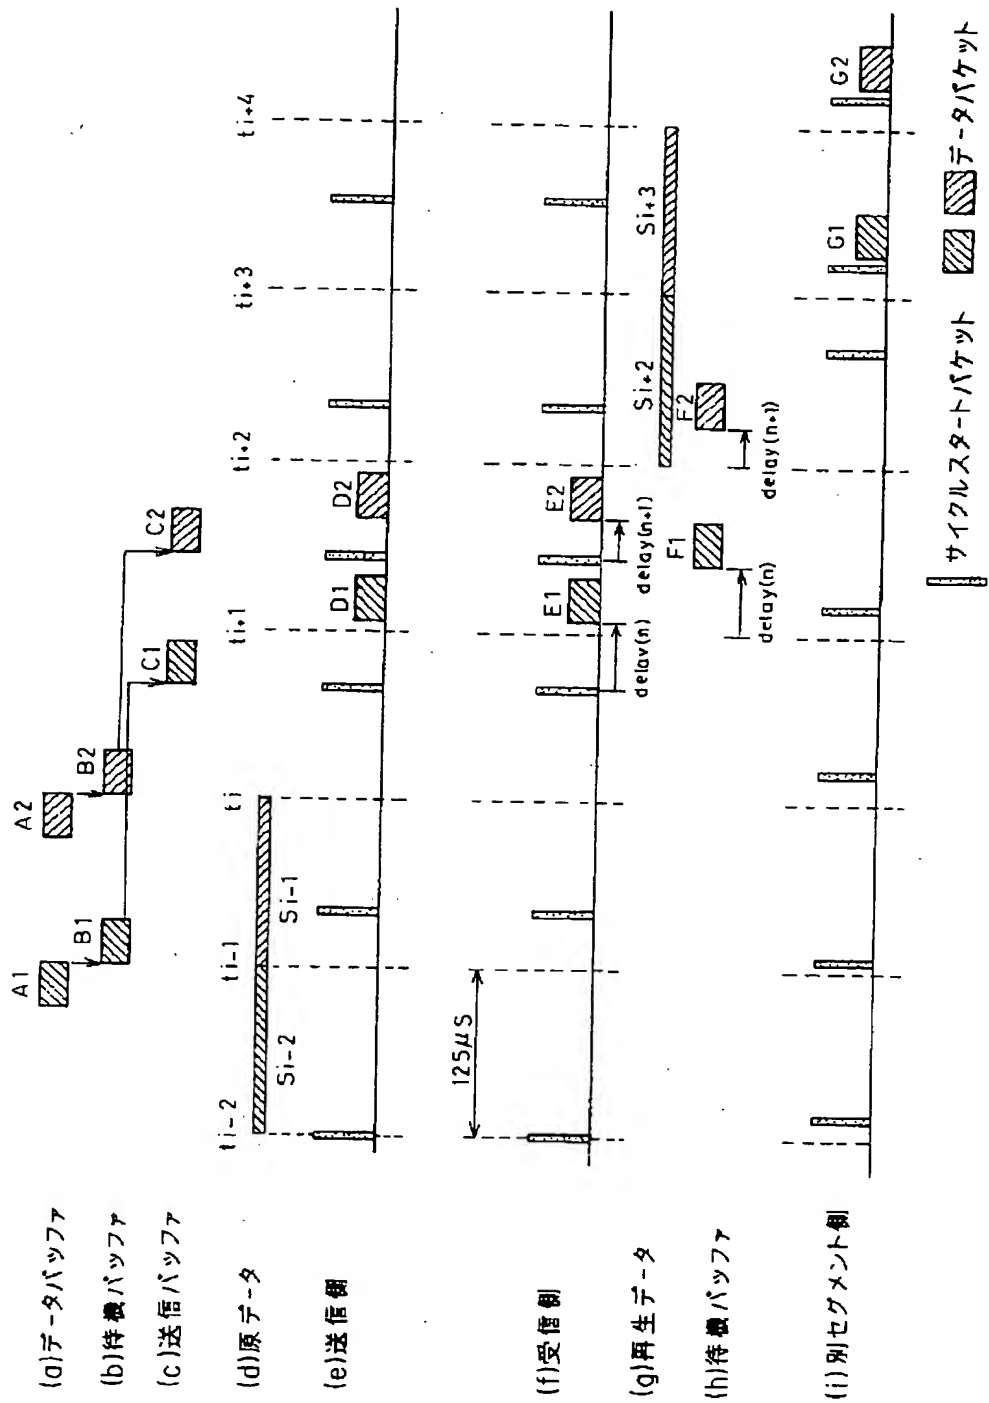 (a)データバッファ
A1
A2
(b)待機バッファ
B1
B2
(c)送信バッファ
C1
C2
(d)原データ
ti-2
ti-1
ti
ti+1
ti+2
ti+3
ti+4
Si-2
Si-1
(e)送信側
D1
D2
(f)受信側
125μS
E1
E2
delay(n)
delay(n+1)
(g)再生データ
Si+2
Si+3
(h)待機バッファ
F1
F2
delay(n)
delay(n+1)
(i)別セグメント側
G1
G2
サイクルスタートパケット
データパケット